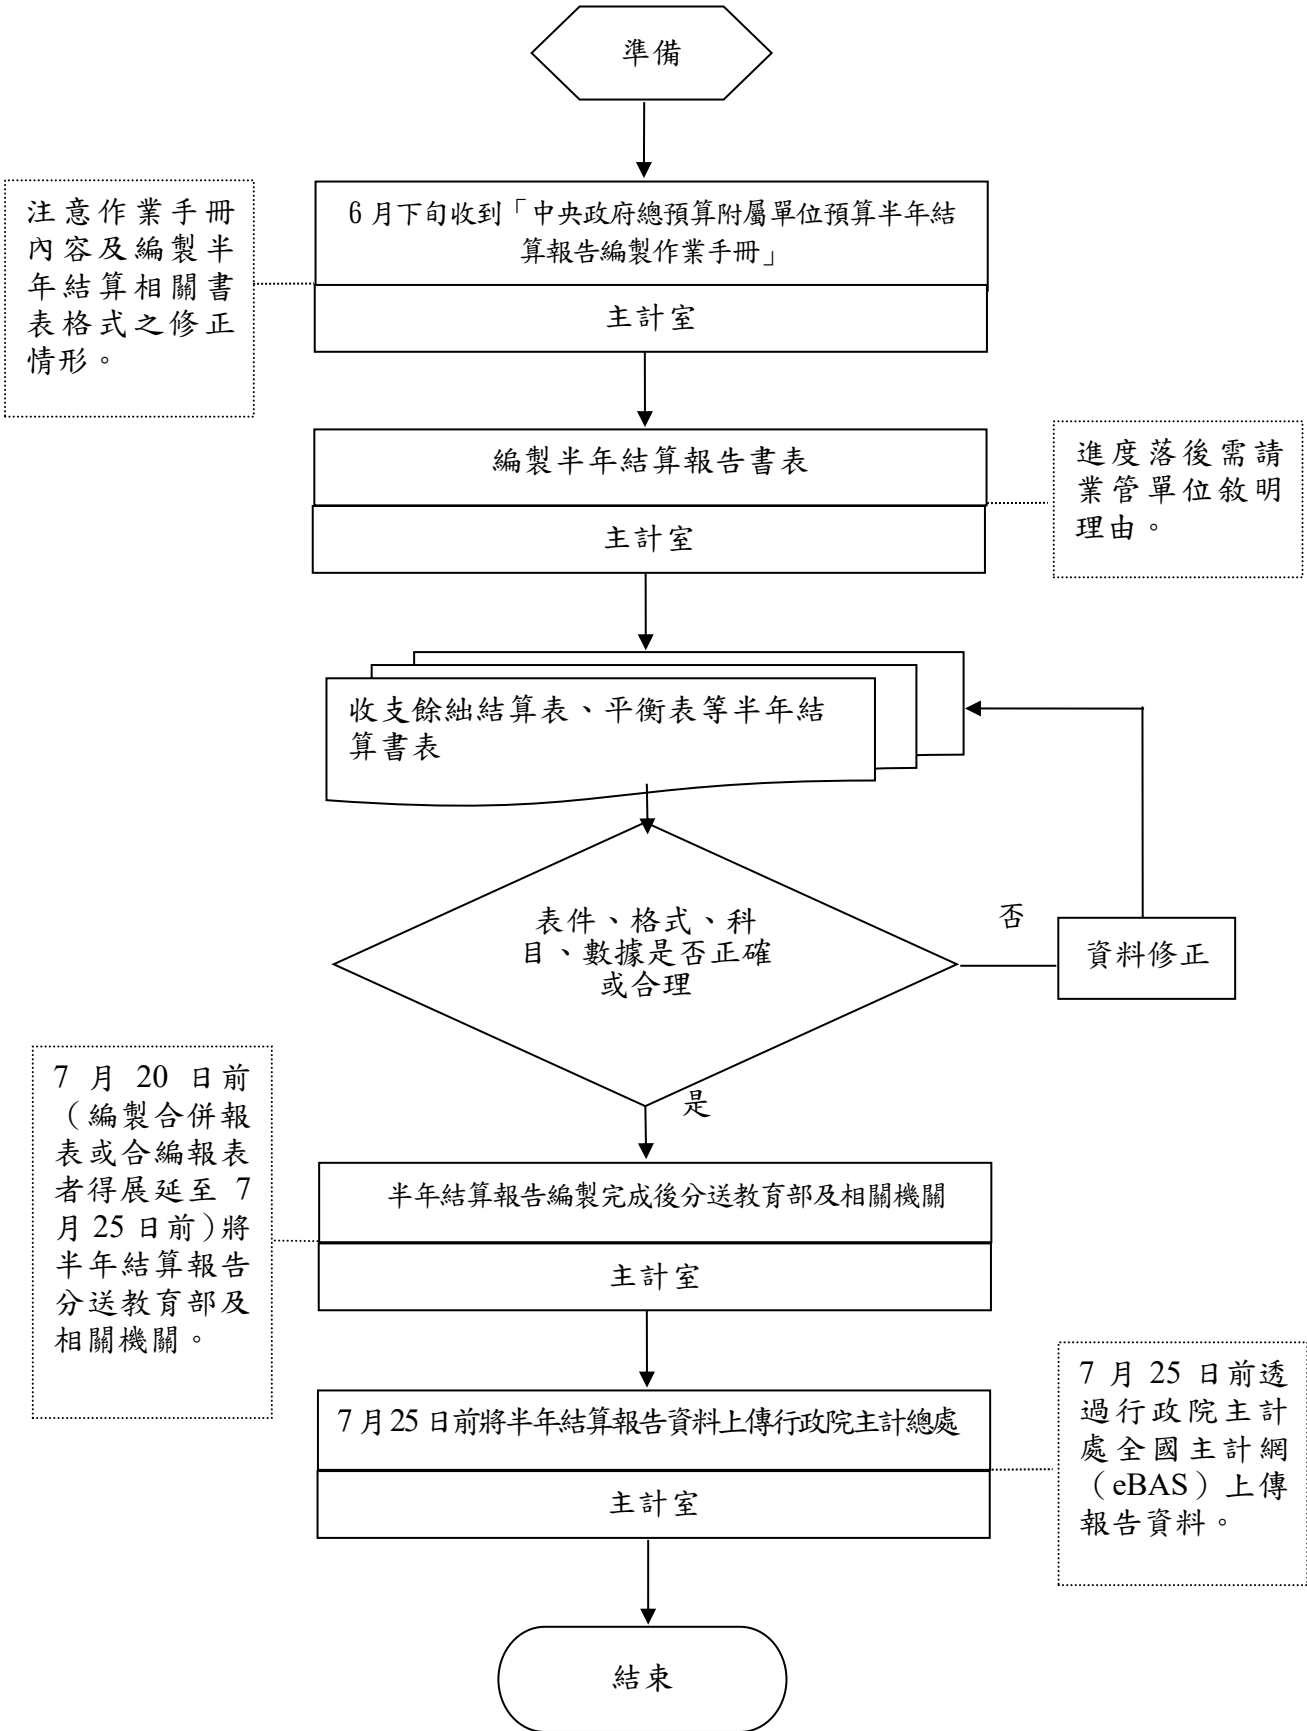 準備
注意作業手冊
內容及編製半
年結算相關書
表格式之修正
情形。
6 月下旬收到「中央政府總預算附屬單位預算半年結
算報告編製作業手冊」
主計室
編製半年結算報告書表
主計室
進度落後需請
業管單位敘明
理由。
收支餘絀結算表、平衡表等半年結
算書表
表件、格式、科
目、數據是否正確
或合理
否
資料修正
是
7 月 20 日前
（編製合併報
表或合編報表
者得展延至 7
月 25 日前）將
半年結算報告
分送教育部及
相關機關。
半年結算報告編製完成後分送教育部及相關機關
主計室
7 月 25 日前將半年結算報告資料上傳行政院主計總處
主計室
7 月 25 日前透
過行政院主計
處全國主計網
（eBAS）上傳
報告資料。
結束